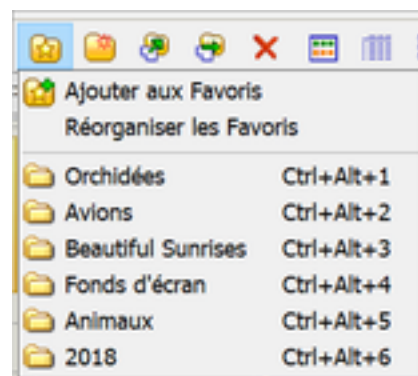 Ajouter aux Favoris
Réorganiser les Favoris
Orchidées Ctrl+Alt+1
Avions Ctrl+Alt+2
Beautiful Sunrises Ctrl+Alt+3
Fonds d'écran Ctrl+Alt+4
Animaux Ctrl+Alt+5
2018 Ctrl+Alt+6